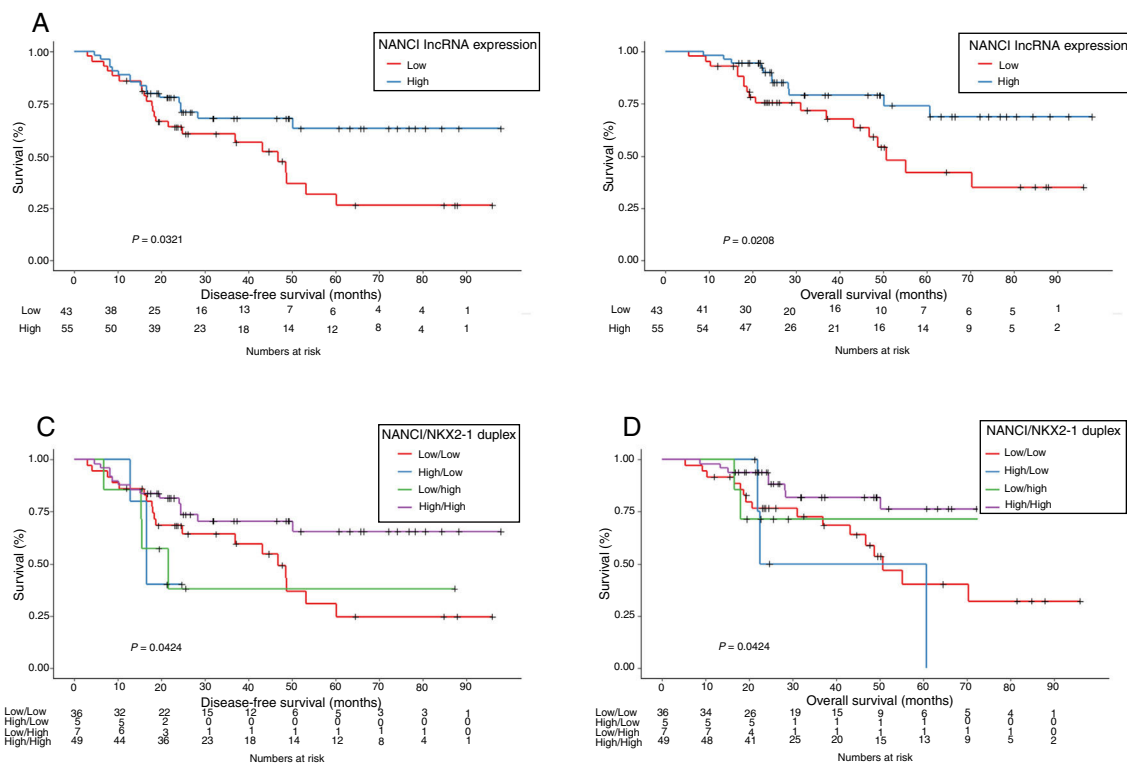 A
NANCI lncRNA expression
Low
High
Survival (%)
1.00
0.75
0.50
0.25
0.00
P = 0.0321
0 10 20 30 40 50 60 70 80 90
Disease-free survival (months)
Low 43 38 25 16 13 7 6 4 4 1
High 55 50 39 23 18 14 12 8 4 1
Numbers at risk
NANCI lncRNA expression
Low
High
Survival (%)
1.00
0.75
0.50
0.25
0.00
P = 0.0208
0 10 20 30 40 50 60 70 80 90
Overall survival (months)
Low 43 41 30 20 16 10 7 6 5 1
High 55 54 47 26 21 16 14 9 5 2
Numbers at risk
C
NANCI/NKX2-1 duplex
Low/Low
High/Low
Low/high
High/High
Survival (%)
1.00
0.75
0.50
0.25
0.00
P = 0.0424
0 10 20 30 40 50 60 70 80 90
Disease-free survival (months)
Low/Low 36 32 22 15 12 6 5 3 3 1
High/Low 5 5 2 0 0 0 0 0 0 0
Low/High 7 6 3 1 1 1 1 1 1 0
High/High 49 44 36 23 18 14 12 8 4 1
Numbers at risk
D
NANCI/NKX2-1 duplex
Low/Low
High/Low
Low/high
High/High
Survival (%)
1.00
0.75
0.50
0.25
0.00
P = 0.0424
0 10 20 30 40 50 60 70 80 90
Overall survival (months)
Low/Low 36 34 26 19 15 9 6 5 4 1
High/Low 5 5 5 1 1 1 1 0 0 0
Low/High 7 7 4 1 1 1 1 1 1 0
High/High 49 48 41 25 20 15 13 9 5 2
Numbers at risk